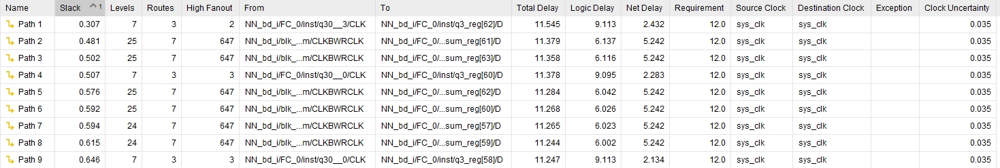 Name Slack 1 Levels Routes High Fanout From To Total Delay Logic Delay Net Delay Requirement Source Clock Destination Clock Exception Clock Uncertainty
Path 1 0.307 7 3 2 NN_bd_i/FC_0/inst/q30__3/CLK NN_bd_i/FC_0/inst/q3_reg[62]/D 11.545 9.113 2.432 12.0 sys_clk sys_clk 0.035
Path 2 0.481 25 7 647 NN_bd_i/blk_...m/CLKBWRCLK NN_bd_i/FC_0/...sum_reg[61]/D 11.379 6.137 5.242 12.0 sys_clk sys_clk 0.035
Path 3 0.502 25 7 647 NN_bd_i/blk_...m/CLKBWRCLK NN_bd_i/FC_0/...sum_reg[63]/D 11.358 6.116 5.242 12.0 sys_clk sys_clk 0.035
Path 4 0.507 7 3 3 NN_bd_i/FC_0/inst/q30__0/CLK NN_bd_i/FC_0/inst/q3_reg[60]/D 11.378 9.095 2.283 12.0 sys_clk sys_clk 0.035
Path 5 0.576 25 7 647 NN_bd_i/blk_...m/CLKBWRCLK NN_bd_i/FC_0/...sum_reg[62]/D 11.284 6.042 5.242 12.0 sys_clk sys_clk 0.035
Path 6 0.592 25 7 647 NN_bd_i/blk_...m/CLKBWRCLK NN_bd_i/FC_0/...sum_reg[60]/D 11.268 6.026 5.242 12.0 sys_clk sys_clk 0.035
Path 7 0.594 24 7 647 NN_bd_i/blk_...m/CLKBWRCLK NN_bd_i/FC_0/...sum_reg[57]/D 11.265 6.023 5.242 12.0 sys_clk sys_clk 0.035
Path 8 0.615 24 7 647 NN_bd_i/blk_...m/CLKBWRCLK NN_bd_i/FC_0/...sum_reg[59]/D 11.244 6.002 5.242 12.0 sys_clk sys_clk 0.035
Path 9 0.646 7 3 3 NN_bd_i/FC_0/inst/q30__0/CLK NN_bd_i/FC_0/inst/q3_reg[58]/D 11.247 9.113 2.134 12.0 sys_clk sys_clk 0.035